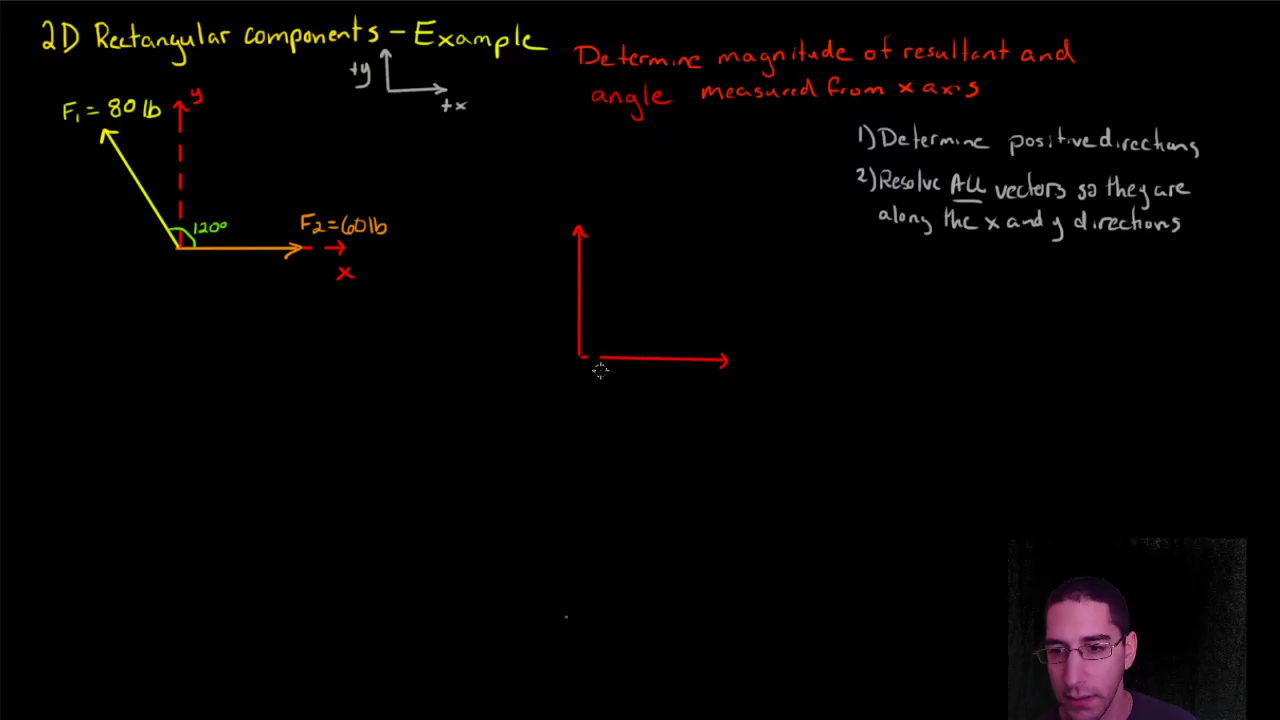 2D Rectangular components - Example
Determine magnitude of resultant and
angle measured from x axis
+y
+x
F₁ = 80 lb
y
120°
F₂ = 60 lb
x
1) Determine positive directions
2) Resolve ALL vectors so they are
along the x and y directions